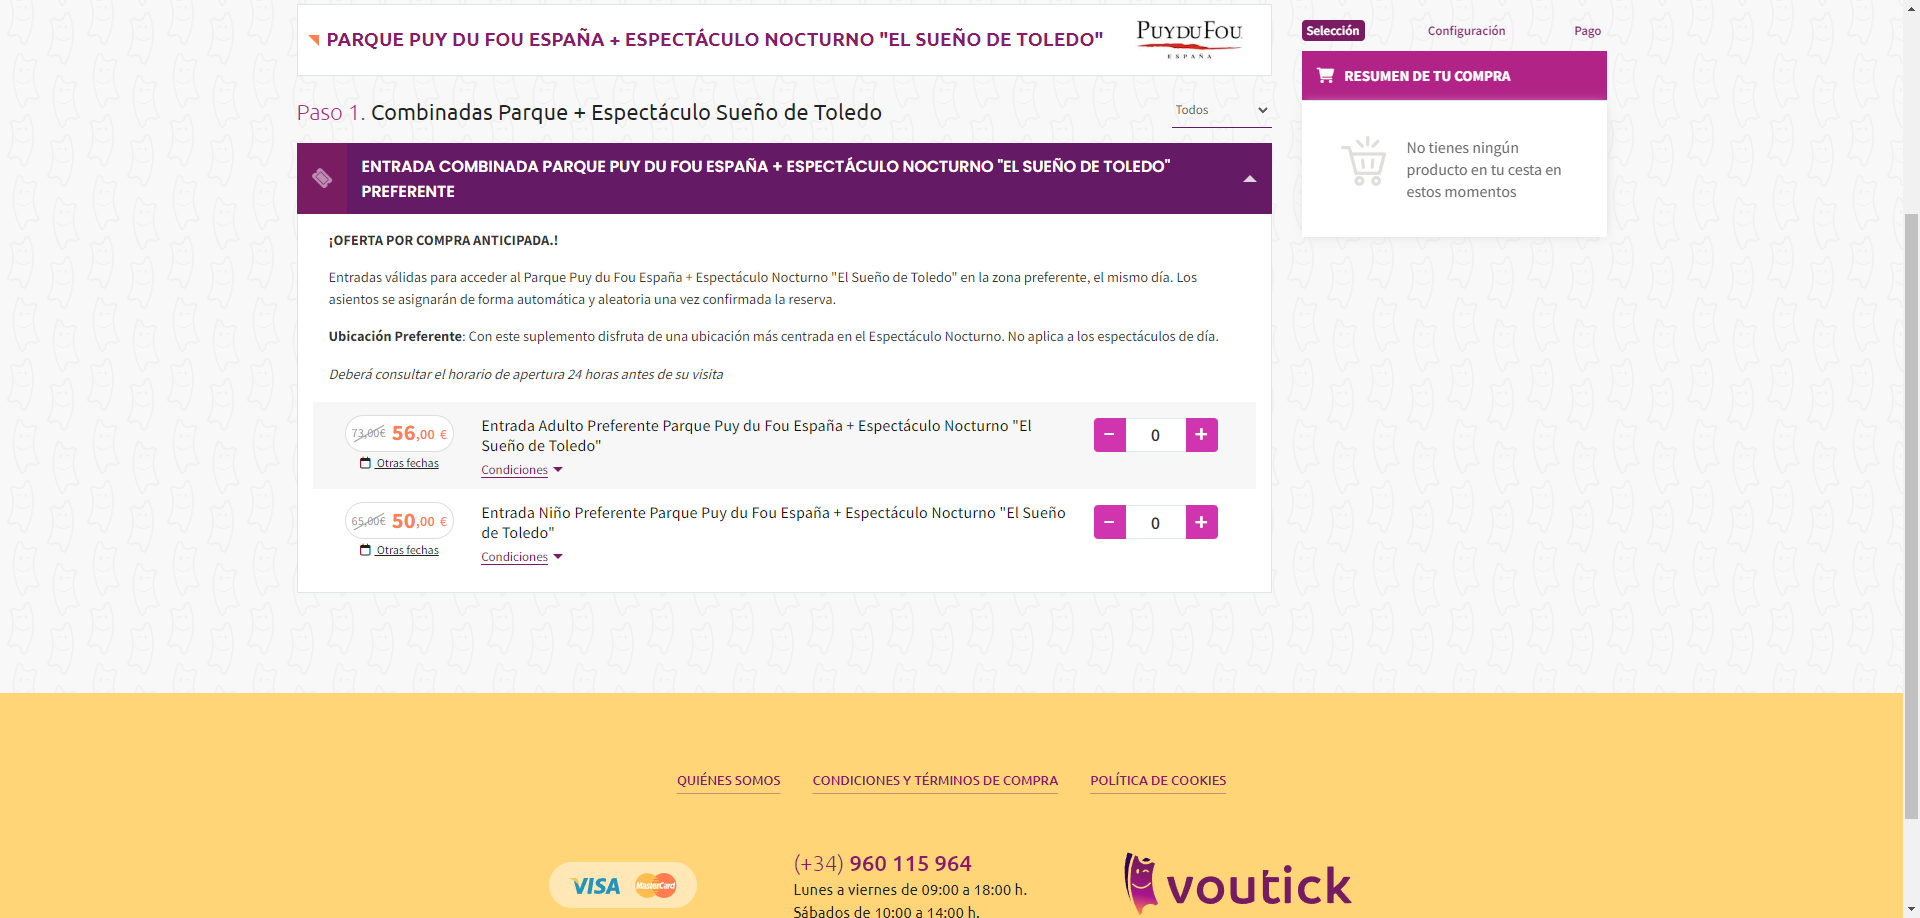 PARQUE PUY DU FOU ESPAÑA + ESPECTÁCULO NOCTURNO "EL SUEÑO DE TOLEDO"
PUY DU FOU
ESPAÑA
Selección
Configuración
Pago
RESUMEN DE TU COMPRA
No tienes ningún
producto en tu cesta en
estos momentos
Paso 1. Combinadas Parque + Espectáculo Sueño de Toledo
Todos
ENTRADA COMBINADA PARQUE PUY DU FOU ESPAÑA + ESPECTÁCULO NOCTURNO "EL SUEÑO DE TOLEDO"
PREFERENTE
¡OFERTA POR COMPRA ANTICIPADA.!
Entradas válidas para acceder al Parque Puy du Fou España + Espectáculo Nocturno "El Sueño de Toledo" en la zona preferente, el mismo día. Los
asientos se asignarán de forma automática y aleatoria una vez confirmada la reserva.
Ubicación Preferente: Con este suplemento disfruta de una ubicación más centrada en el Espectáculo Nocturno. No aplica a los espectáculos de día.
Deberá consultar el horario de apertura 24 horas antes de su visita
73,00€ 56,00 €
Otras fechas
Entrada Adulto Preferente Parque Puy du Fou España + Espectáculo Nocturno "El
Sueño de Toledo"
Condiciones
− 0 +
65,00€ 50,00 €
Otras fechas
Entrada Niño Preferente Parque Puy du Fou España + Espectáculo Nocturno "El Sueño
de Toledo"
Condiciones
− 0 +
QUIÉNES SOMOS
CONDICIONES Y TÉRMINOS DE COMPRA
POLÍTICA DE COOKIES
VISA
MasterCard
(+34) 960 115 964
Lunes a viernes de 09:00 a 18:00 h.
Sábados de 10:00 a 14:00 h.
voutick